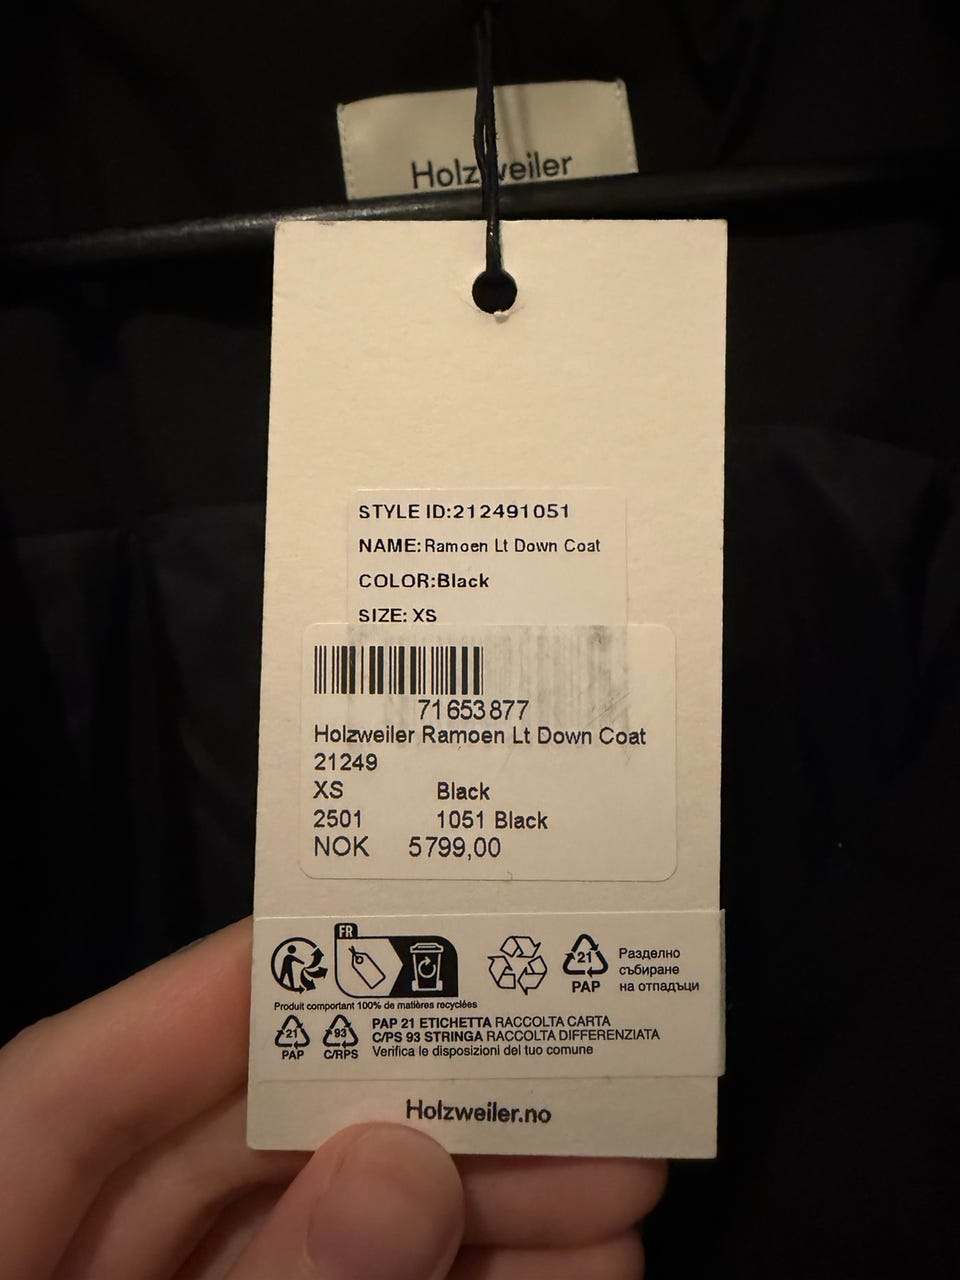 Holzweiler
STYLE ID:212491051
NAME:Ramoen Lt Down Coat
COLOR:Black
SIZE: XS
71653877
Holzweiler Ramoen Lt Down Coat
21249
XS Black
2501 1051 Black
NOK 5799,00
FR
21
PAP
Разделно
събиране
на отпадъци
Produit comportant 100% de matières recyclées
21
PAP
93
C/RPS
PAP 21 ETICHETTA RACCOLTA CARTA
C/PS 93 STRINGA RACCOLTA DIFFERENZIATA
Verifica le disposizioni del tuo comune
Holzweiler.no